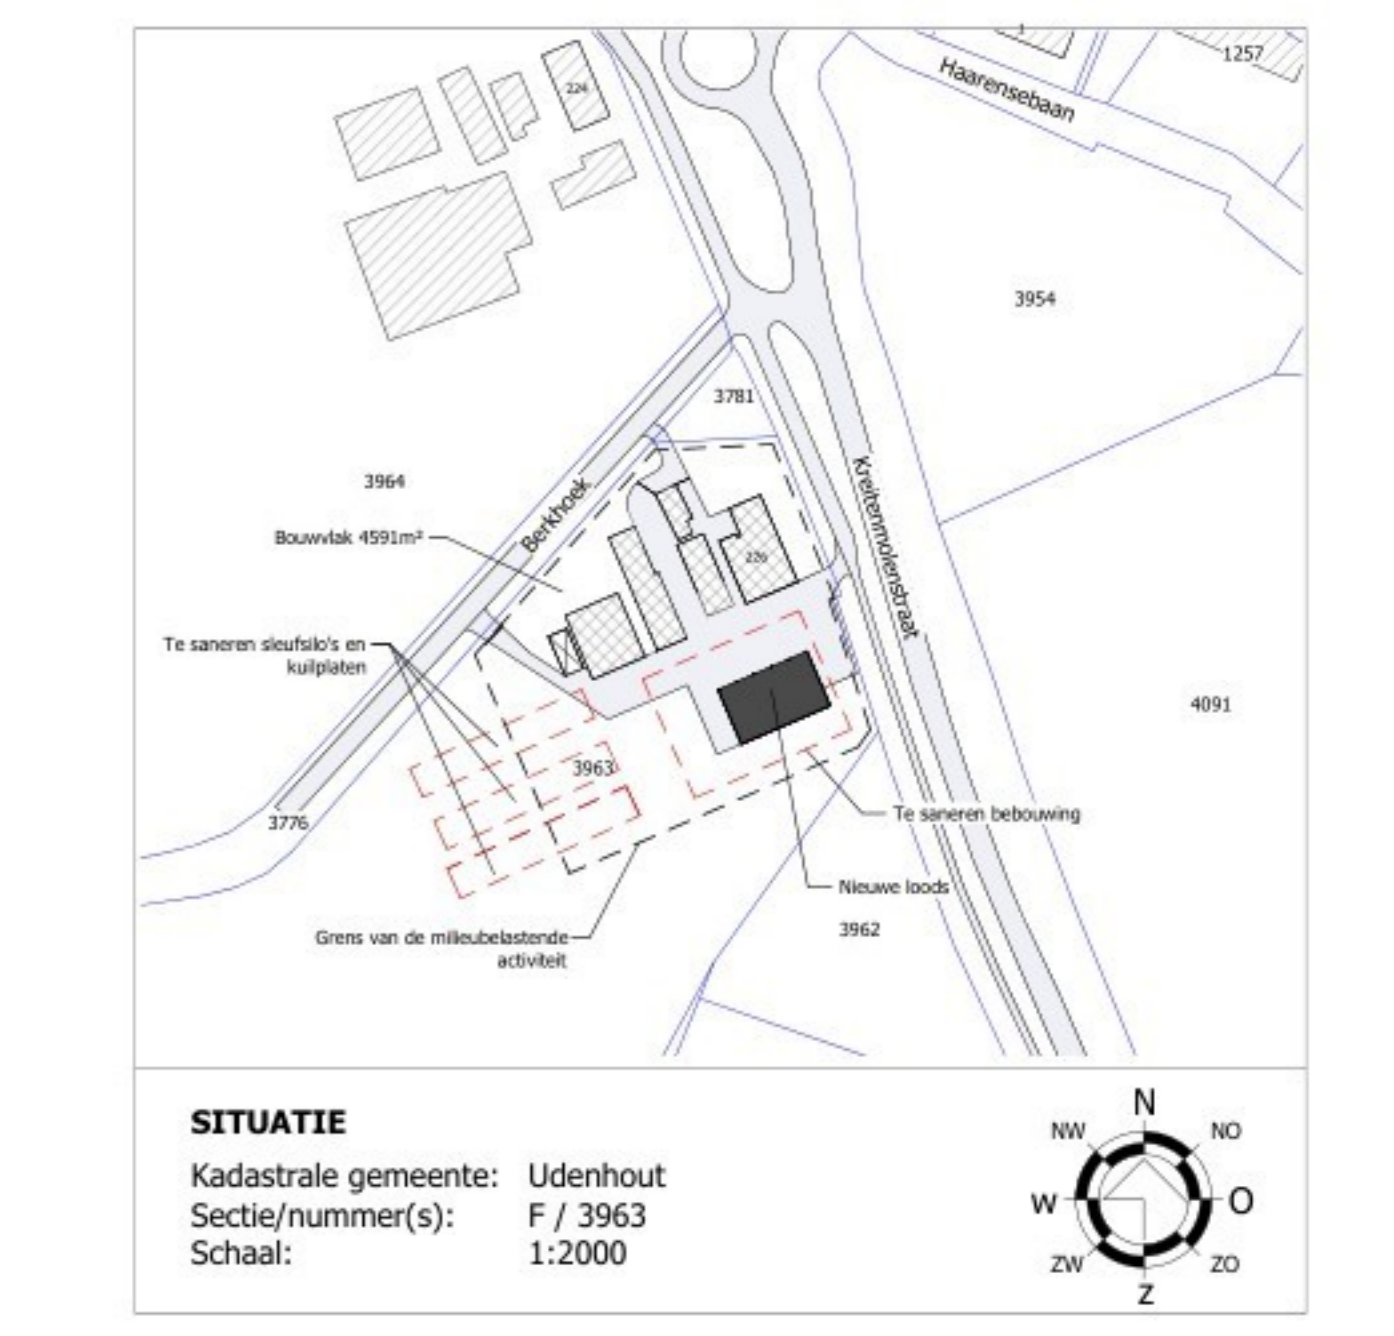 1
1257
Haarensebaan
224
3954
3781
3964
Berkhoek
Kreitenmolenstraat
Bouwvlak 4591m²
226
Te saneren sleufsilo's en
kuilplaten
4091
3963
3776
Te saneren bebouwing
Nieuwe loods
3962
Grens van de milieubelastende
activiteit
SITUATIE
Kadastrale gemeente: Udenhout
Sectie/nummer(s): F / 3963
Schaal: 1:2000
N
NW
NO
W
O
ZW
ZO
Z